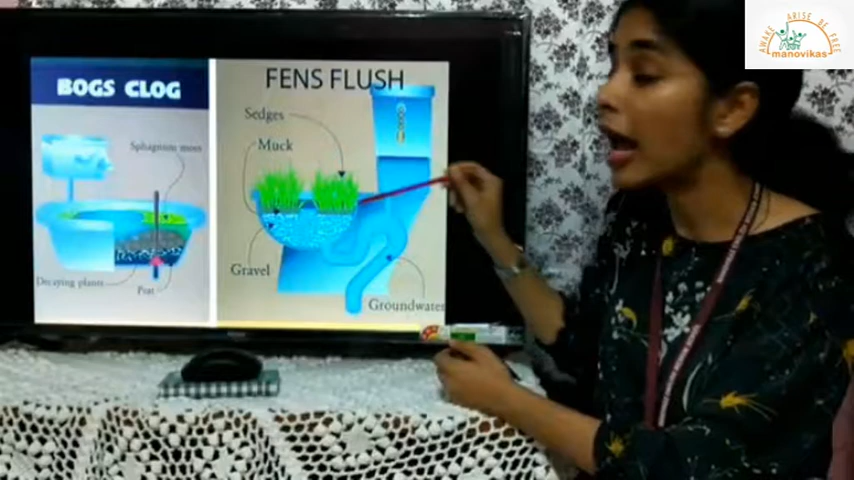 BOGS CLOG
Sphagnum moss
Decaying plants
Peat
FENS FLUSH
Sedges
Muck
Gravel
Groundwater
AWAKE ARISE BE FREE
manovikas